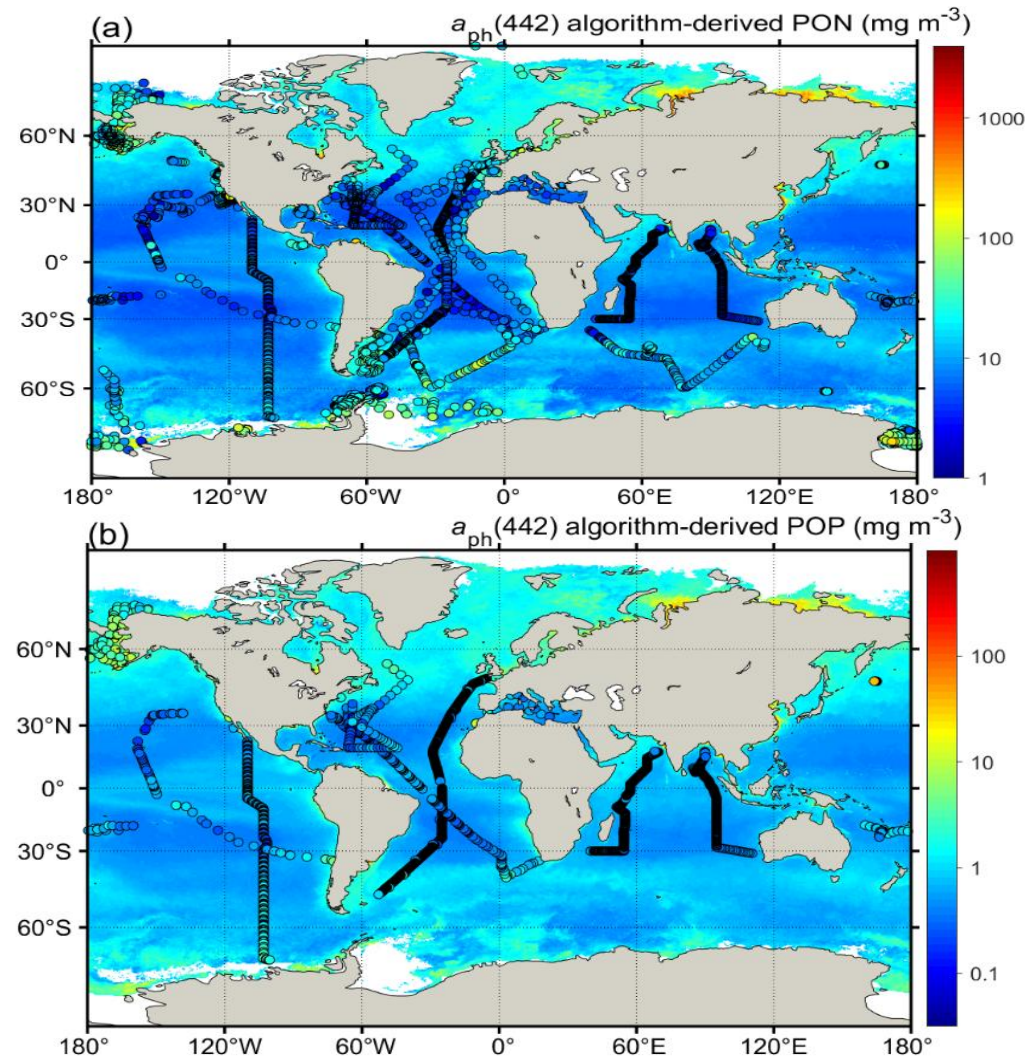 (a) aph(442) algorithm-derived PON (mg m-3)
60°N
30°N
0°
30°S
60°S
180°
120°W
60°W
0°
60°E
120°E
180°
1000
100
10
1
(b) aph(442) algorithm-derived POP (mg m-3)
60°N
30°N
0°
30°S
60°S
180°
120°W
60°W
0°
60°E
120°E
180°
100
10
1
0.1